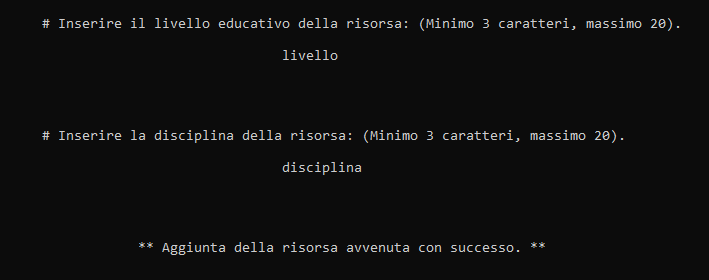 # Inserire il livello educativo della risorsa: (Minimo 3 caratteri, massimo 20).
livello
# Inserire la disciplina della risorsa: (Minimo 3 caratteri, massimo 20).
disciplina
** Aggiunta della risorsa avvenuta con successo. **